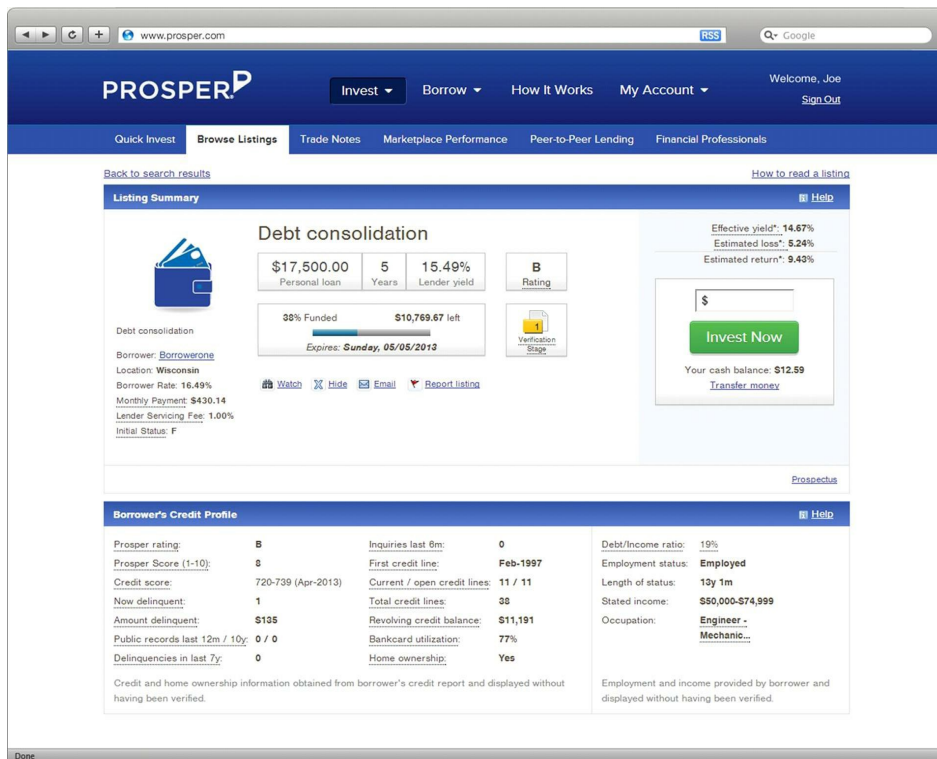 www.prosper.com RSS Google
PROSPER
Invest Borrow How It Works My Account
Welcome, Joe
Sign Out
Quick Invest Browse Listings Trade Notes Marketplace Performance Peer-to-Peer Lending Financial Professionals
Back to search results How to read a listing
Listing Summary Help
Debt consolidation
$17,500.00 5 15.49% B
Personal loan Years Lender yield Rating
38% Funded $10,769.67 left
Expires: Sunday, 05/05/2013
1
Verification
Stage
Watch Hide Email Report listing
Debt consolidation
Borrower: Borrowerone
Location: Wisconsin
Borrower Rate: 16.49%
Monthly Payment: $430.14
Lender Servicing Fee: 1.00%
Initial Status: F
Effective yield*: 14.67%
Estimated loss*: 5.24%
Estimated return*: 9.43%
$
Invest Now
Your cash balance: $12.59
Transfer money
Prospectus
Borrower's Credit Profile Help
Prosper rating: B
Prosper Score (1-10): 8
Credit score: 720-739 (Apr-2013)
Now delinquent: 1
Amount delinquent: $135
Public records last 12m / 10y: 0 / 0
Delinquencies in last 7y: 0
Inquiries last 6m: 0
First credit line: Feb-1997
Current / open credit lines: 11 / 11
Total credit lines: 38
Revolving credit balance: $11,191
Bankcard utilization: 77%
Home ownership: Yes
Credit and home ownership information obtained from borrower's credit report and displayed without
having been verified.
Debt/Income ratio: 19%
Employment status: Employed
Length of status: 13y 1m
Stated income: $50,000-$74,999
Occupation: Engineer -
Mechanic...
Employment and income provided by borrower and
displayed without having been verified.
Done